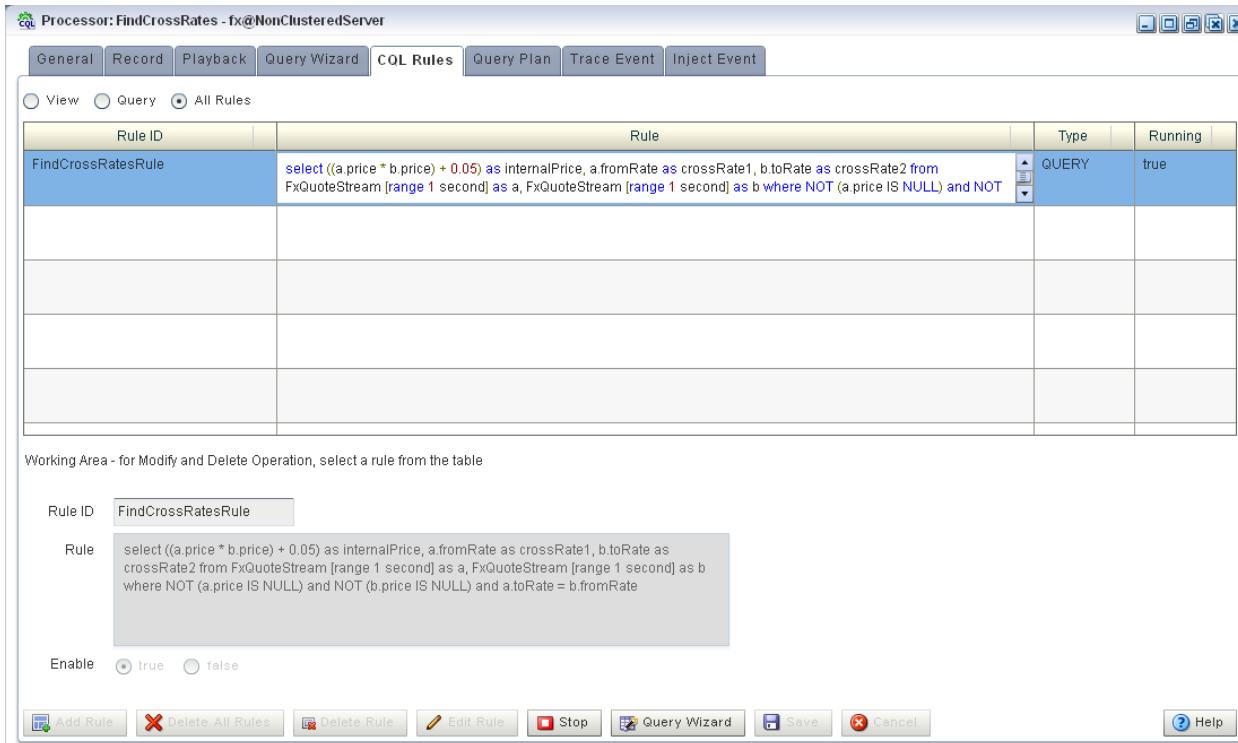 CQL Processor: FindCrossRates - fx@NonClusteredServer
General Record Playback Query Wizard CQL Rules Query Plan Trace Event Inject Event
View Query All Rules
Rule ID Rule Type Running
FindCrossRatesRule select ((a.price * b.price) + 0.05) as internalPrice, a.fromRate as crossRate1, b.toRate as crossRate2 from QUERY true
FxQuoteStream [range 1 second] as a, FxQuoteStream [range 1 second] as b where NOT (a.price IS NULL) and NOT
Working Area - for Modify and Delete Operation, select a rule from the table
Rule ID FindCrossRatesRule
Rule select ((a.price * b.price) + 0.05) as internalPrice, a.fromRate as crossRate1, b.toRate as
crossRate2 from FxQuoteStream [range 1 second] as a, FxQuoteStream [range 1 second] as b
where NOT (a.price IS NULL) and NOT (b.price IS NULL) and a.toRate = b.fromRate
Enable true false
Add Rule Delete All Rules Delete Rule Edit Rule Stop Query Wizard Save Cancel Help